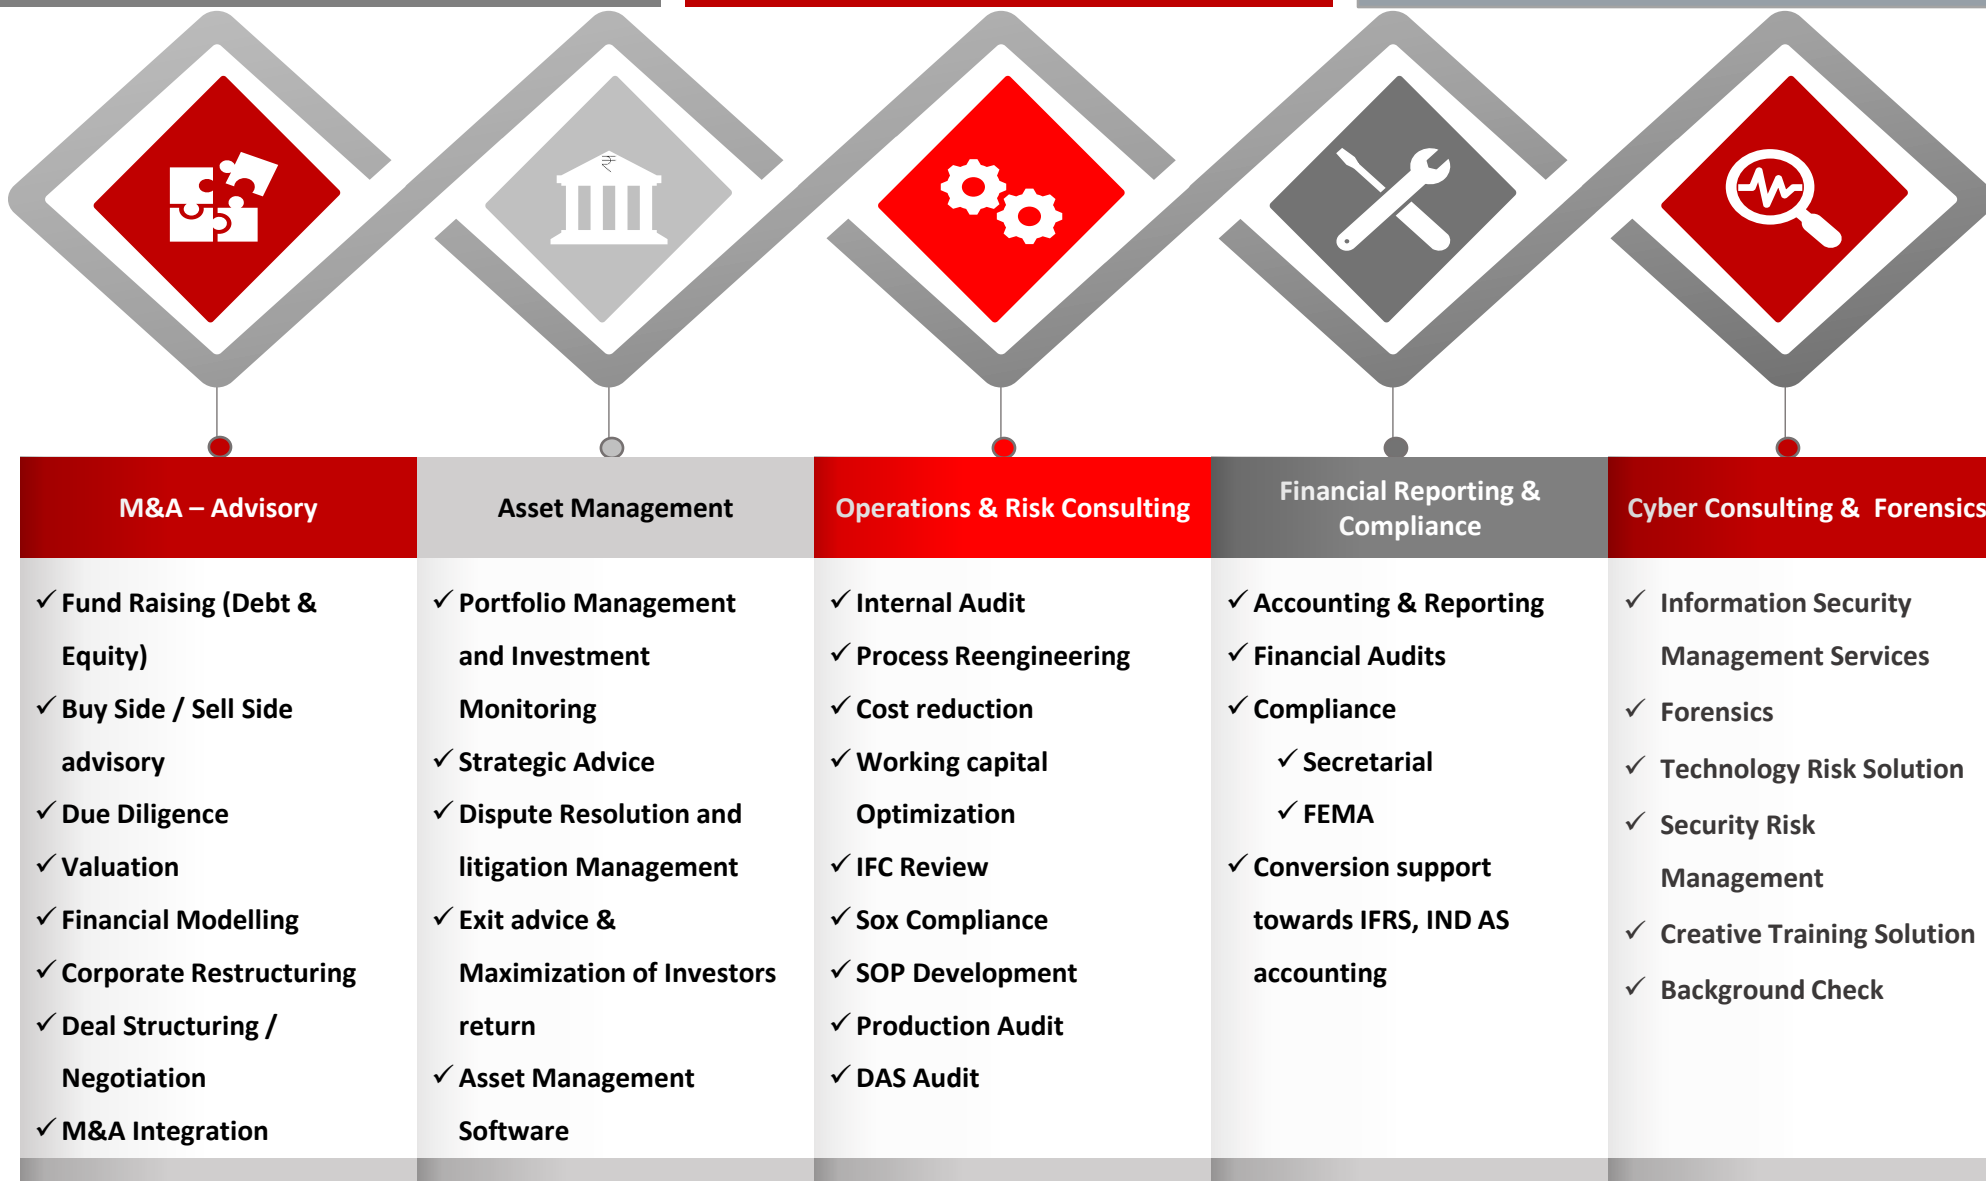 ₹
M&A – Advisory
✓ Fund Raising (Debt &
Equity)
✓ Buy Side / Sell Side
advisory
✓ Due Diligence
✓ Valuation
✓ Financial Modelling
✓ Corporate Restructuring
✓ Deal Structuring /
Negotiation
✓ M&A Integration
Asset Management
✓ Portfolio Management
and Investment
Monitoring
✓ Strategic Advice
✓ Dispute Resolution and
litigation Management
✓ Exit advice &
Maximization of Investors
return
✓ Asset Management
Software
Operations & Risk Consulting
✓ Internal Audit
✓ Process Reengineering
✓ Cost reduction
✓ Working capital
Optimization
✓ IFC Review
✓ Sox Compliance
✓ SOP Development
✓ Production Audit
✓ DAS Audit
Financial Reporting &
Compliance
✓ Accounting & Reporting
✓ Financial Audits
✓ Compliance
✓ Secretarial
✓ FEMA
✓ Conversion support
towards IFRS, IND AS
accounting
Cyber Consulting & Forensics
✓ Information Security
Management Services
✓ Forensics
✓ Technology Risk Solution
✓ Security Risk
Management
✓ Creative Training Solution
✓ Background Check